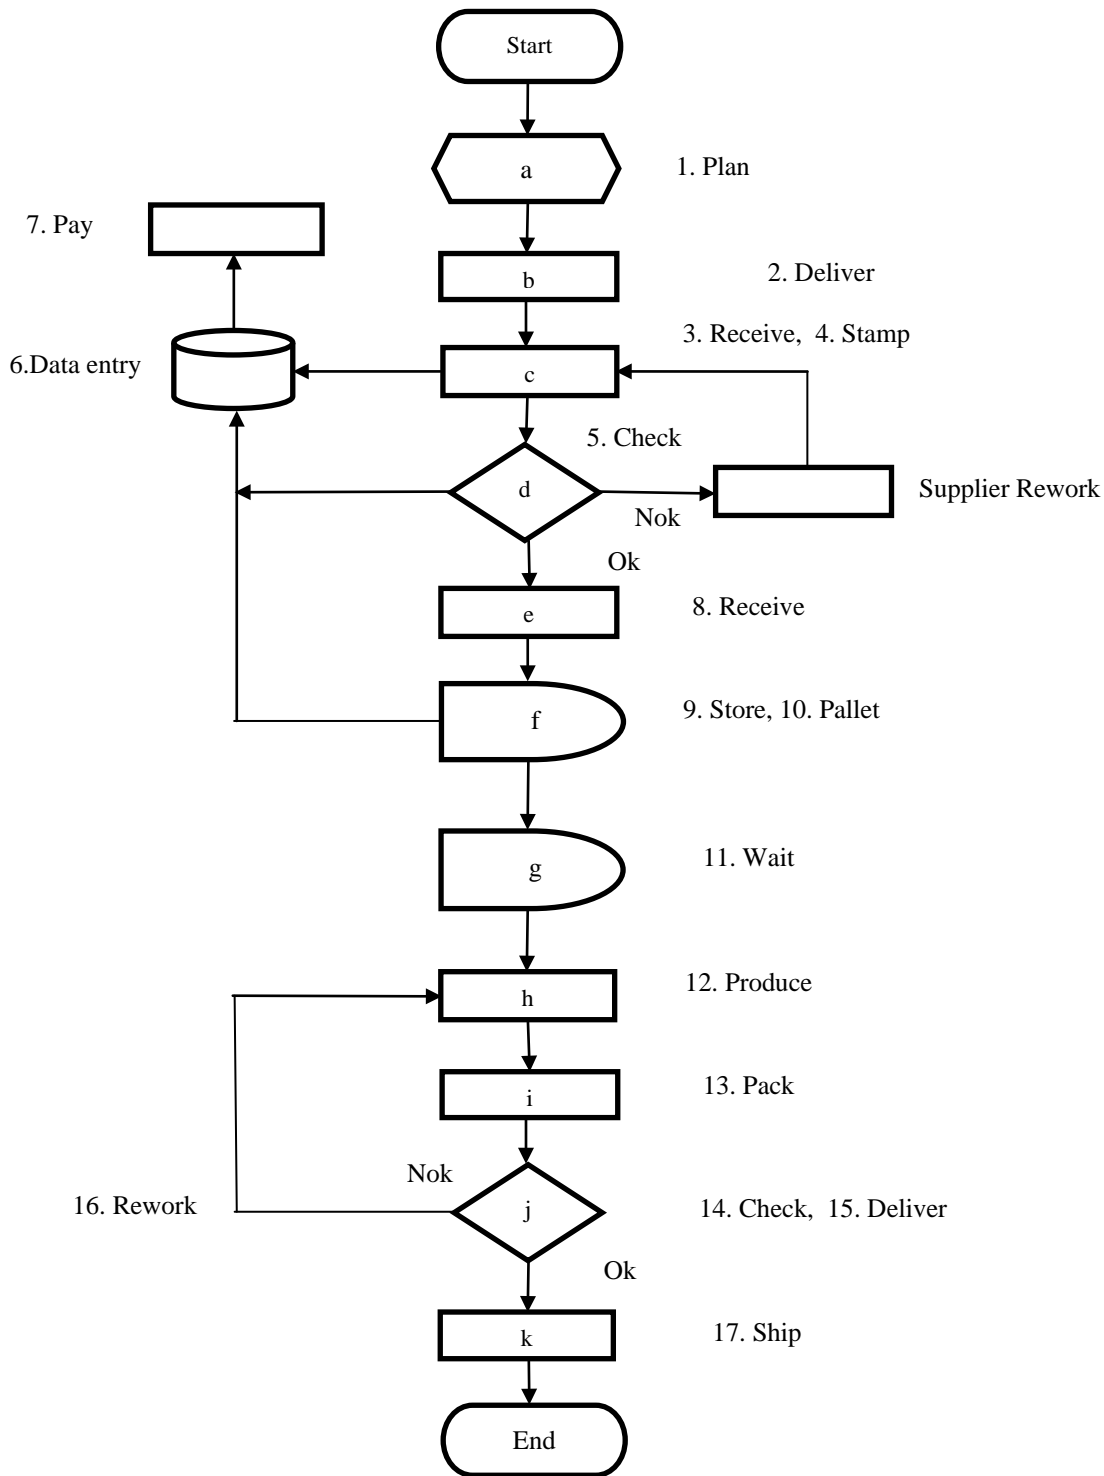 Start
a
1. Plan
7. Pay
b
2. Deliver
3. Receive,  4. Stamp
6.Data entry
c
5. Check
d
Supplier Rework
Nok
Ok
e
8. Receive
f
9. Store, 10. Pallet
g
11. Wait
h
12. Produce
i
13. Pack
Nok
16. Rework
j
14. Check,  15. Deliver
Ok
k
17. Ship
End